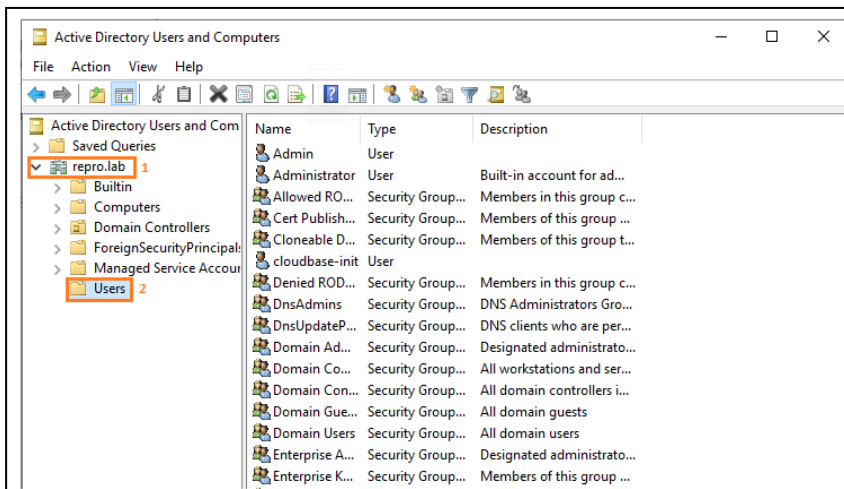 Active Directory Users and Computers
File Action View Help
Active Directory Users and Com
Saved Queries
repro.lab 1
Builtin
Computers
Domain Controllers
ForeignSecurityPrincipals
Managed Service Accour
Users 2
Name Type Description
Admin User
Administrator User Built-in account for ad...
Allowed RO... Security Group... Members in this group c...
Cert Publish... Security Group... Members of this group ...
Cloneable D... Security Group... Members of this group t...
cloudbase-init User
Denied ROD... Security Group... Members in this group c...
DnsAdmins Security Group... DNS Administrators Gro...
DnsUpdateP... Security Group... DNS clients who are per...
Domain Ad... Security Group... Designated administrato...
Domain Co... Security Group... All workstations and ser...
Domain Con... Security Group... All domain controllers i...
Domain Gue... Security Group... All domain guests
Domain Users Security Group... All domain users
Enterprise A... Security Group... Designated administrato...
Enterprise K... Security Group... Members of this group ...